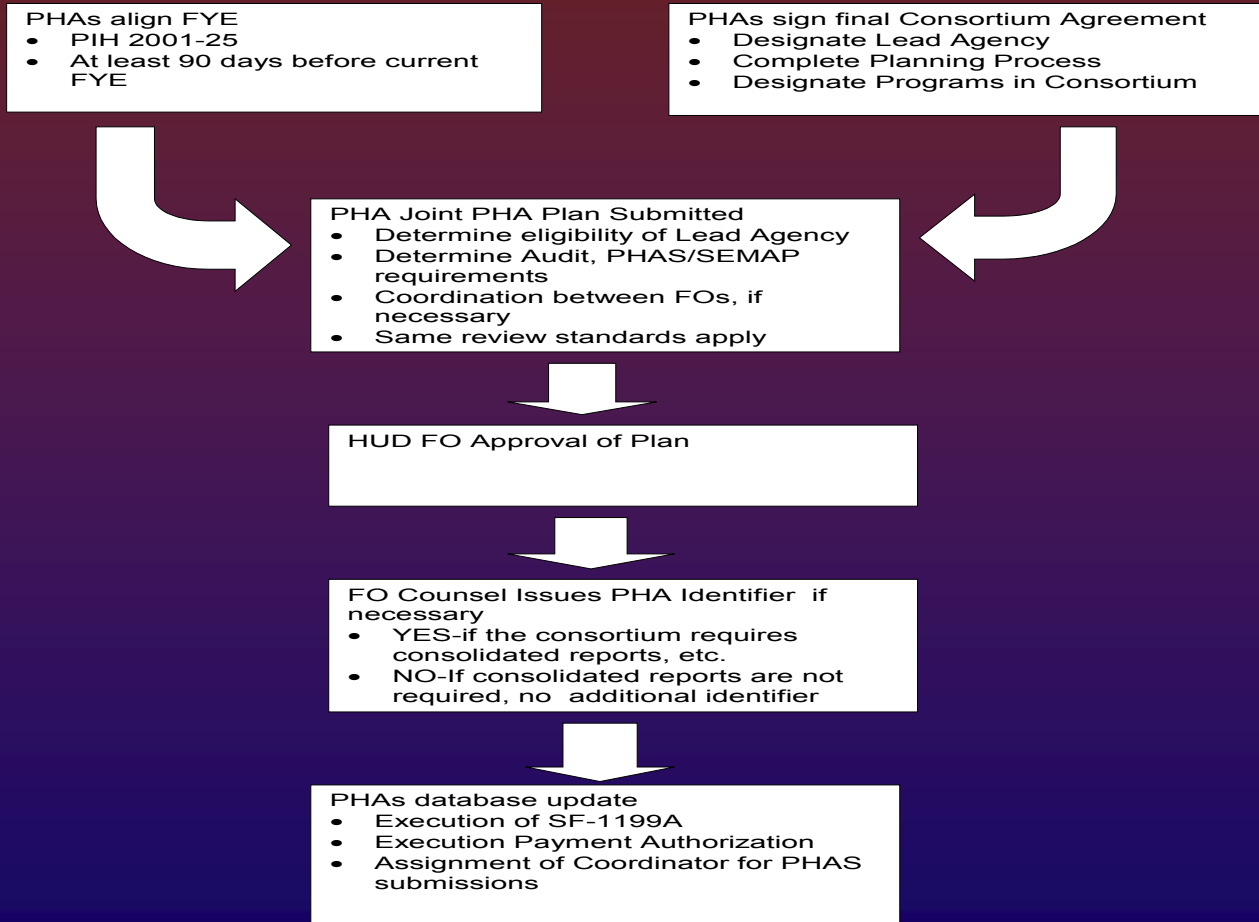 PHAs align FYE
• PIH 2001-25
• At least 90 days before current
FYE
PHAs sign final Consortium Agreement
• Designate Lead Agency
• Complete Planning Process
• Designate Programs in Consortium
PHA Joint PHA Plan Submitted
• Determine eligibility of Lead Agency
• Determine Audit, PHAS/SEMAP
requirements
• Coordination between FOs, if
necessary
• Same review standards apply
HUD FO Approval of Plan
FO Counsel Issues PHA Identifier if
necessary
• YES-if the consortium requires
consolidated reports, etc.
• NO-If consolidated reports are not
required, no additional identifier
PHAs database update
• Execution of SF-1199A
• Execution Payment Authorization
• Assignment of Coordinator for PHAS
submissions